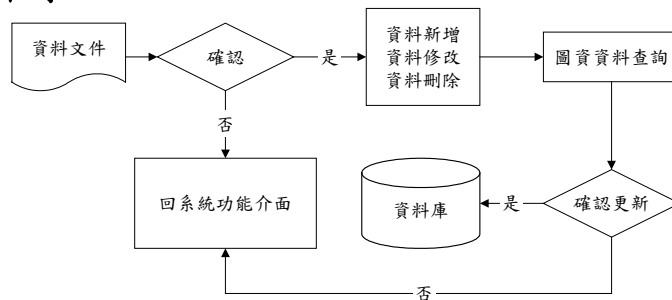 資料文件
確認
是
資料新增
資料修改
資料刪除
圖資資料查詢
否
回系統功能介面
資料庫
是
確認更新
否